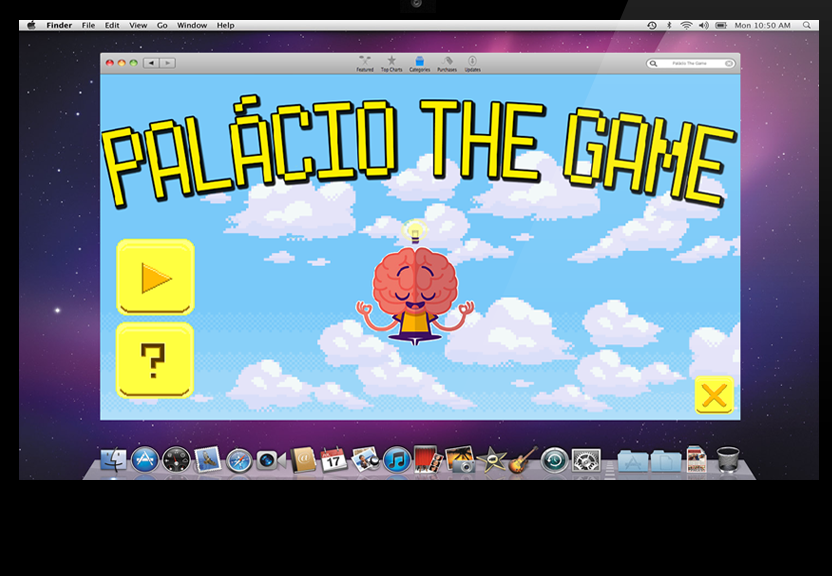 Finder File Edit View Go Window Help Mon 10:50 AM
Featured Top Charts Categories Purchases Updates Palácio The Game
PALÁCIO THE GAME
?
17